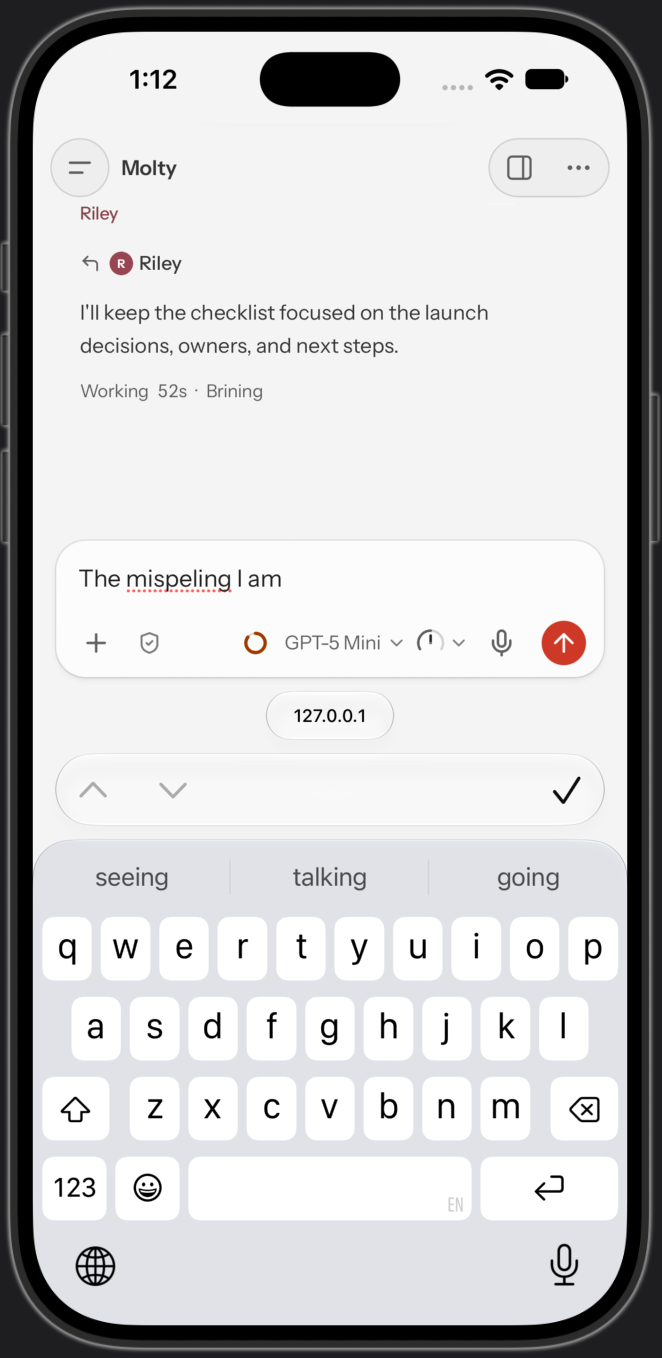 1:12
Molty
Riley
R Riley
I'll keep the checklist focused on the launch
decisions, owners, and next steps.
Working 52s · Brining
The mispeling I am
GPT-5 Mini
127.0.0.1
seeing talking going
q w e r t y u i o p
a s d f g h j k l
z x c v b n m
123 EN